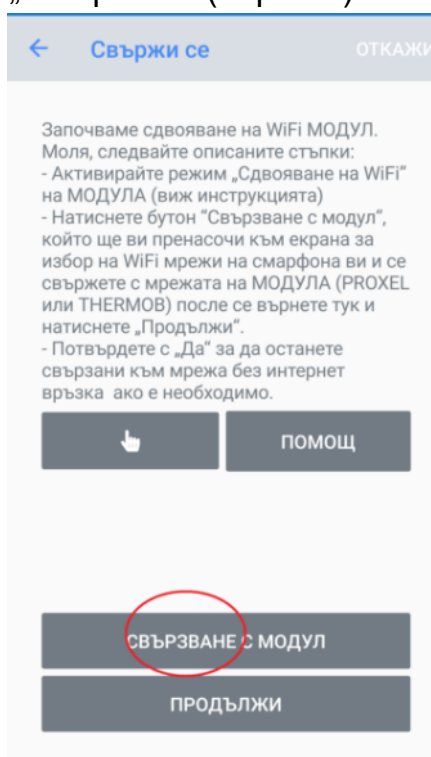 Свържи се ОТКАЖИ
Започваме сдвояване на WiFi МОДУЛ.
Моля, следвайте описаните стъпки:
- Активирайте режим „Сдвояване на WiFi"
на МОДУЛА (виж инструкцията)
- Натиснете бутон "Свързване с модул",
който ще ви пренасочи към екрана за
избор на WiFi мрежи на смарфона ви и се
свържете с мрежата на МОДУЛА (PROXEL
или THERMOB) после се върнете тук и
натиснете „Продължи".
- Потвърдете с „Да" за да останете
свързани към мрежа без интернет
връзка ако е необходимо.
ПОМОЩ
СВЪРЗВАНЕ С МОДУЛ
ПРОДЪЛЖИ